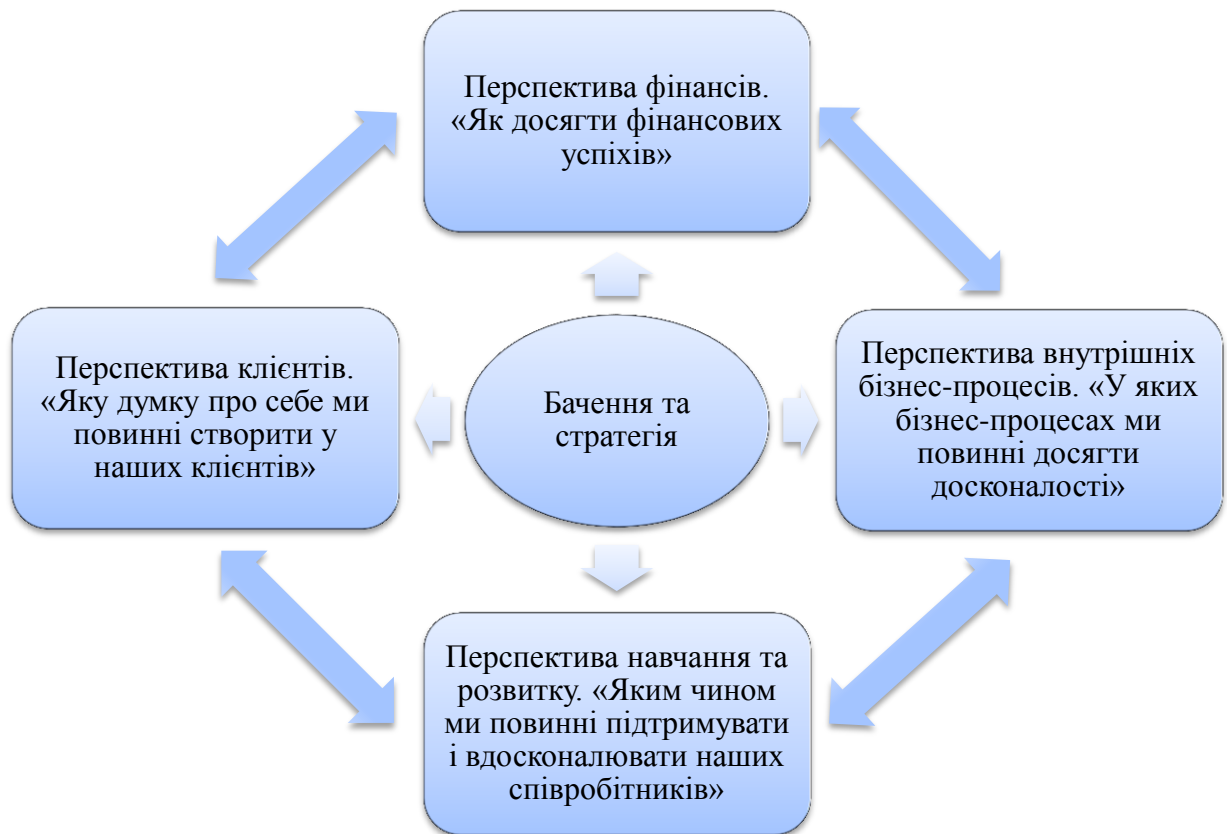 Перспектива фінансів.
«Як досягти фінансових
успіхів»
Перспектива клієнтів.
«Яку думку про себе ми
повинні створити у
наших клієнтів»
Бачення та
стратегія
Перспектива внутрішніх
бізнес-процесів. «У яких
бізнес-процесах ми
повинні досягти
досконалості»
Перспектива навчання та
розвитку. «Яким чином
ми повинні підтримувати
і вдосконалювати наших
співробітників»